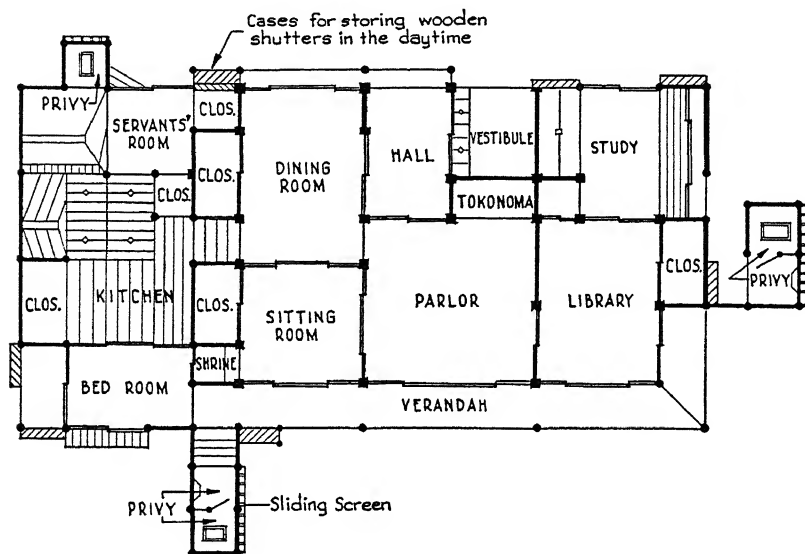 Cases for storing wooden
shutters in the daytime
PRIVY
SERVANTS'
ROOM
CLOS.
CLOS.
CLOS.
DINING
ROOM
HALL
VESTIBULE
STUDY
TOKONOMA
CLOS.
KITCHEN
CLOS.
SITTING
ROOM
PARLOR
LIBRARY
CLOS.
PRIVY
SHRINE
BED ROOM
VERANDAH
PRIVY
Sliding Screen